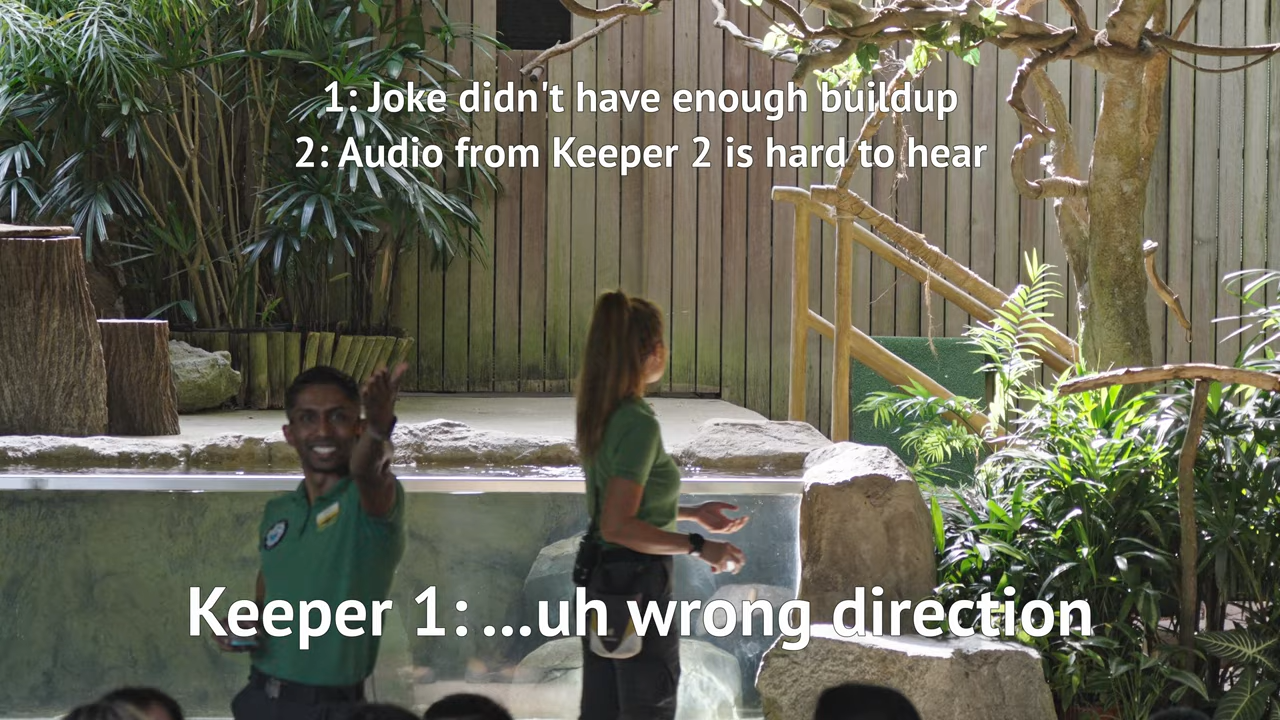 1: Joke didn't have enough buildup
2: Audio from Keeper 2 is hard to hear
Keeper 1: ...uh wrong direction